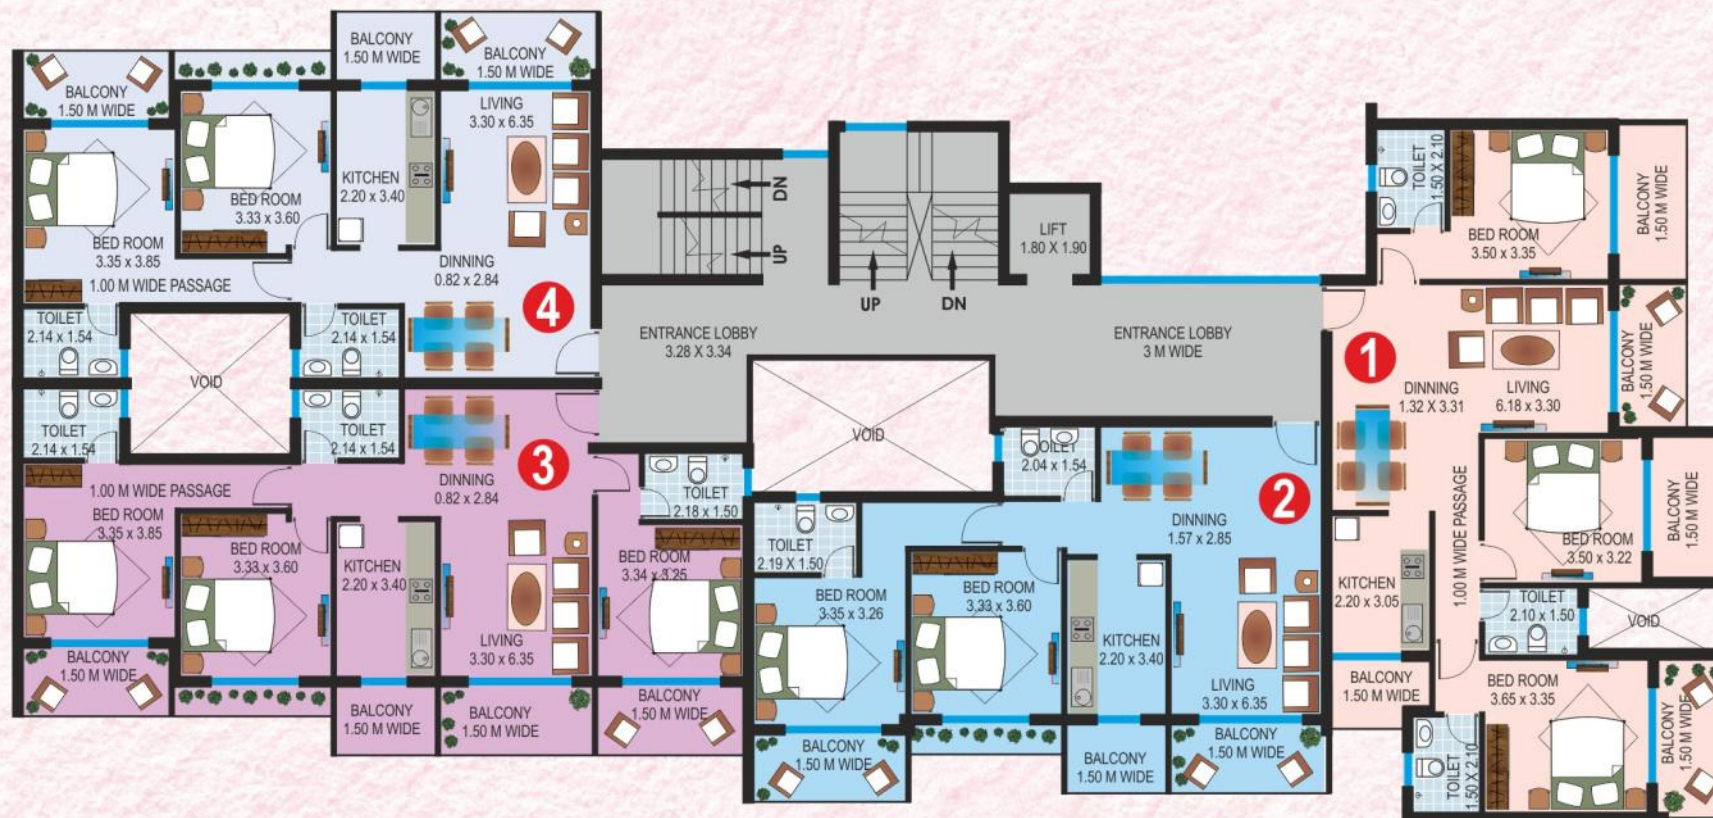 BALCONY
1.50 M WIDE
BALCONY
1.50 M WIDE
BALCONY
1.50 M WIDE
LIVING
3.30 x 6.35
KITCHEN
2.20 x 3.40
BED ROOM
3.33 x 3.60
BED ROOM
3.35 x 3.85
1.00 M WIDE PASSAGE
DINNING
0.82 x 2.84
4
TOILET
2.14 x 1.54
TOILET
2.14 x 1.54
VOID
TOILET
2.14 x 1.54
TOILET
2.14 x 1.54
1.00 M WIDE PASSAGE
BED ROOM
3.35 x 3.85
BED ROOM
3.33 x 3.60
KITCHEN
2.20 x 3.40
DINNING
0.82 x 2.84
3
LIVING
3.30 x 6.35
TOILET
2.18 x 1.50
BED ROOM
3.34 x 3.25
BALCONY
1.50 M WIDE
BALCONY
1.50 M WIDE
BALCONY
1.50 M WIDE
BALCONY
1.50 M WIDE
DN
UP
UP
DN
LIFT
1.80 X 1.90
ENTRANCE LOBBY
3.28 X 3.34
ENTRANCE LOBBY
3 M WIDE
VOID
TOILET
2.04 x 1.54
TOILET
2.19 X 1.50
DINNING
1.57 x 2.85
2
BED ROOM
3.35 x 3.26
BED ROOM
3.33 x 3.60
KITCHEN
2.20 x 3.40
LIVING
3.30 x 6.35
BALCONY
1.50 M WIDE
BALCONY
1.50 M WIDE
BALCONY
1.50 M WIDE
TOILET
1.50 X 2.10
BED ROOM
3.50 x 3.35
BALCONY
1.50 M WIDE
1
DINNING
1.32 X 3.31
LIVING
6.18 x 3.30
BALCONY
1.50 M WIDE
1.00 M WIDE PASSAGE
BED ROOM
3.50 x 3.22
BALCONY
1.50 M WIDE
KITCHEN
2.20 x 3.05
TOILET
2.10 x 1.50
VOID
BALCONY
1.50 M WIDE
BED ROOM
3.65 x 3.35
BALCONY
1.50 M WIDE
TOILET
1.50 X 2.10